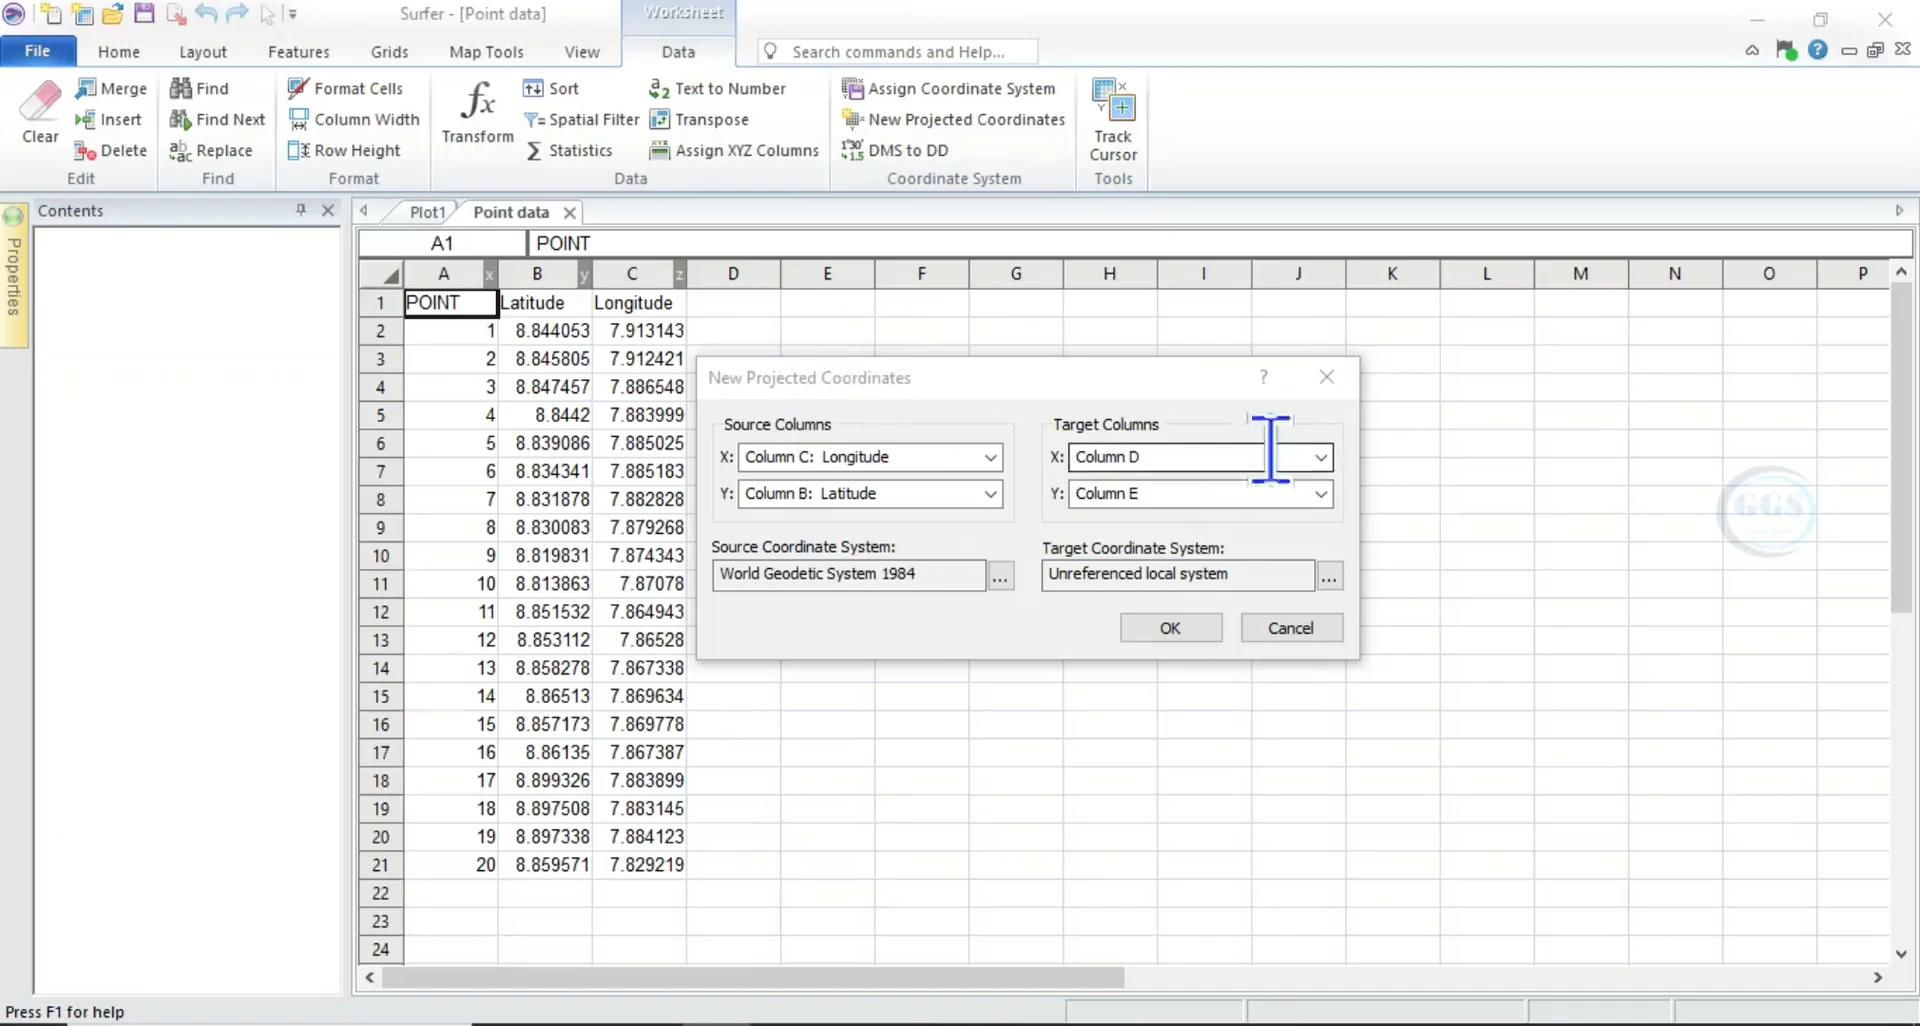 Surfer - [Point data]
Worksheet
File
Home
Layout
Features
Grids
Map Tools
View
Data
Search commands and Help...
Clear
Merge
Insert
Delete
Edit
Find
Find Next
Replace
Find
Format Cells
Column Width
Row Height
Format
Transform
Sort
Spatial Filter
Statistics
Text to Number
Transpose
Assign XYZ Columns
Data
Assign Coordinate System
New Projected Coordinates
DMS to DD
Coordinate System
Track
Cursor
Tools
Properties
Contents
Plot1
Point data
A1 POINT
A x B y C z D E F G H I J K L M N O P
1 POINT Latitude Longitude
2 1 8.844053 7.913143
3 2 8.845805 7.912421
4 3 8.847457 7.886548
5 4 8.8442 7.883999
6 5 8.839086 7.885025
7 6 8.834341 7.885183
8 7 8.831878 7.882828
9 8 8.830083 7.879268
10 9 8.819831 7.874343
11 10 8.813863 7.87078
12 11 8.851532 7.864943
13 12 8.853112 7.86528
14 13 8.858278 7.867338
15 14 8.86513 7.869634
16 15 8.857173 7.869778
17 16 8.86135 7.867387
18 17 8.899326 7.883899
19 18 8.897508 7.883145
20 19 8.897338 7.884123
21 20 8.859571 7.829219
22
23
24
New Projected Coordinates
Source Columns
X: Column C: Longitude
Y: Column B: Latitude
Target Columns
X: Column D
Y: Column E
Source Coordinate System:
World Geodetic System 1984
...
Target Coordinate System:
Unreferenced local system
...
OK
Cancel
GGS
Press F1 for help